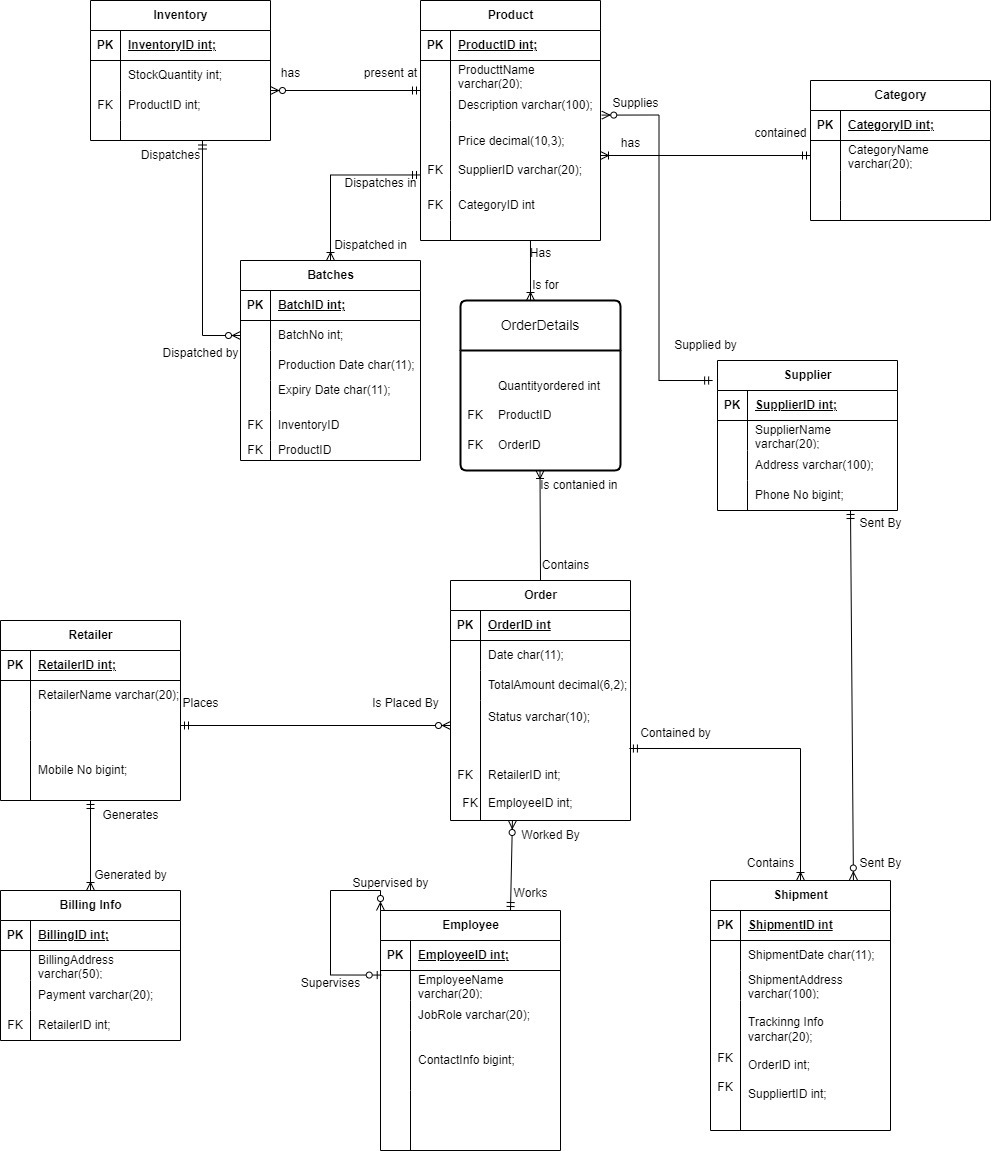 Inventory
PK InventoryID int;
StockQuantity int;
FK ProductID int;
has
present at
Product
PK ProductID int;
ProducttName
varchar(20);
Description varchar(100);
Price decimal(10,3);
FK SupplierID varchar(20);
FK CategoryID int
Supplies
has
contained
Category
PK CategoryID int;
CategoryName
varchar(20);
Dispatches
Dispatches in
Dispatched in
Dispatched by
Batches
PK BatchID int;
BatchNo int;
Production Date char(11);
Expiry Date char(11);
FK InventoryID
FK ProductID
Has
Is for
OrderDetails
Quantityordered int
FK ProductID
FK OrderID
Is contanied in
Contains
Supplied by
Supplier
PK SupplierID int;
SupplierName
varchar(20);
Address varchar(100);
Phone No bigint;
Sent By
Order
PK OrderID int
Date char(11);
TotalAmount decimal(6,2);
Status varchar(10);
FK RetailerID int;
FK EmployeeID int;
Retailer
PK RetailerID int;
RetailerName varchar(20);
Mobile No bigint;
Places
Is Placed By
Contained by
Generates
Generated by
Worked By
Works
Contains
Sent By
Billing Info
PK BillingID int;
BillingAddress
varchar(50);
Payment varchar(20);
FK RetailerID int;
Supervised by
Supervises
Employee
PK EmployeeID int;
EmployeeName
varchar(20);
JobRole varchar(20);
ContactInfo bigint;
Shipment
PK ShipmentID int
ShipmentDate char(11);
ShipmentAddress
varchar(100);
Trackinng Info
varchar(20);
FK OrderID int;
FK SuppliertID int;